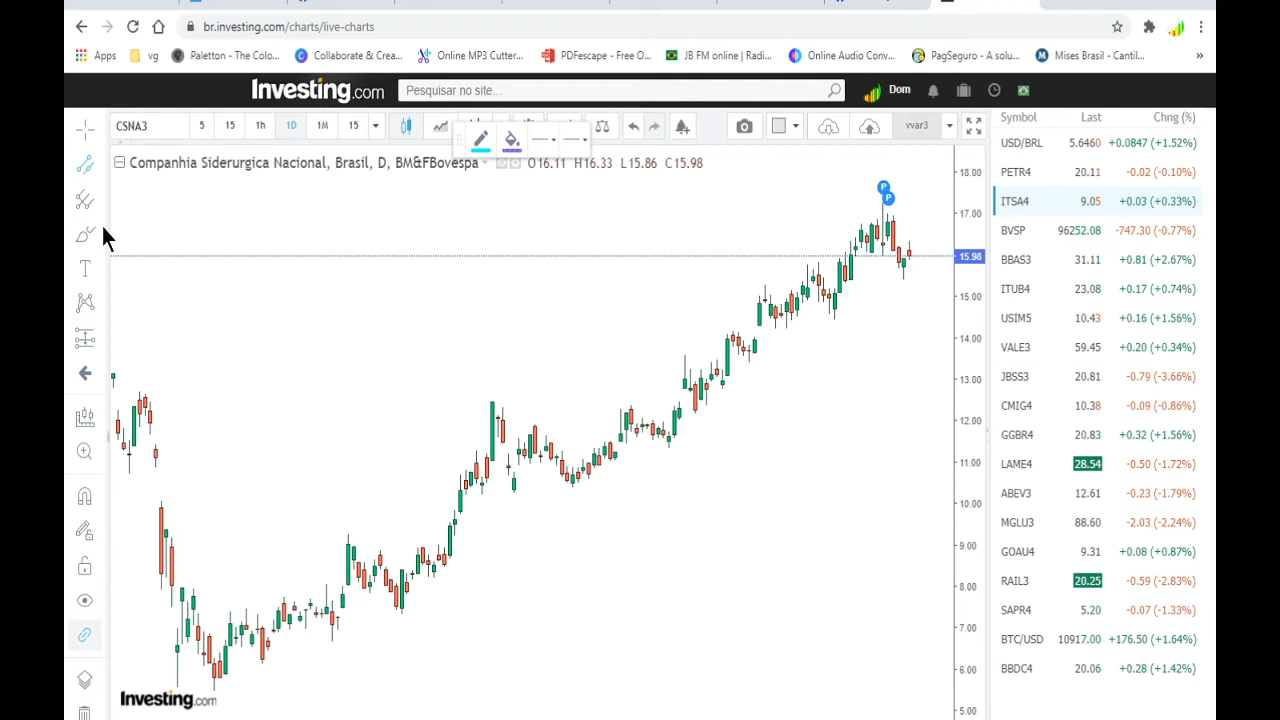 br.investing.com/charts/live-charts
Apps
vg
Paletton - The Colo...
Collaborate & Crea...
Online MP3 Cutter...
PDFescape - Free O...
JB FM online | Radi...
Online Audio Conv...
PagSeguro - A solu...
Mises Brasil - Cantil...
»
Investing.com
Pesquisar no site...
Dom
CSNA3
5
15
1h
1D
1M
15
vvar3
Companhia Siderurgica Nacional, Brasil, D, BM&FBovespa
O16.11 H16.33 L15.86 C15.98
P
P
T
18.00
17.00
15.98
15.00
14.00
13.00
12.00
11.00
10.00
9.00
8.00
7.00
6.00
5.00
Investing.com
Symbol Last Chng (%)
USD/BRL 5.6460 +0.0847 (+1.52%)
PETR4 20.11 -0.02 (-0.10%)
ITSA4 9.05 +0.03 (+0.33%)
BVSP 96252.08 -747.30 (-0.77%)
BBAS3 31.11 +0.81 (+2.67%)
ITUB4 23.08 +0.17 (+0.74%)
USIM5 10.43 +0.16 (+1.56%)
VALE3 59.45 +0.20 (+0.34%)
JBSS3 20.81 -0.79 (-3.66%)
CMIG4 10.38 -0.09 (-0.86%)
GGBR4 20.83 +0.32 (+1.56%)
LAME4 28.54 -0.50 (-1.72%)
ABEV3 12.61 -0.23 (-1.79%)
MGLU3 88.60 -2.03 (-2.24%)
GOAU4 9.31 +0.08 (+0.87%)
RAIL3 20.25 -0.59 (-2.83%)
SAPR4 5.20 -0.07 (-1.33%)
BTC/USD 10917.00 +176.50 (+1.64%)
BBDC4 20.06 +0.28 (+1.42%)